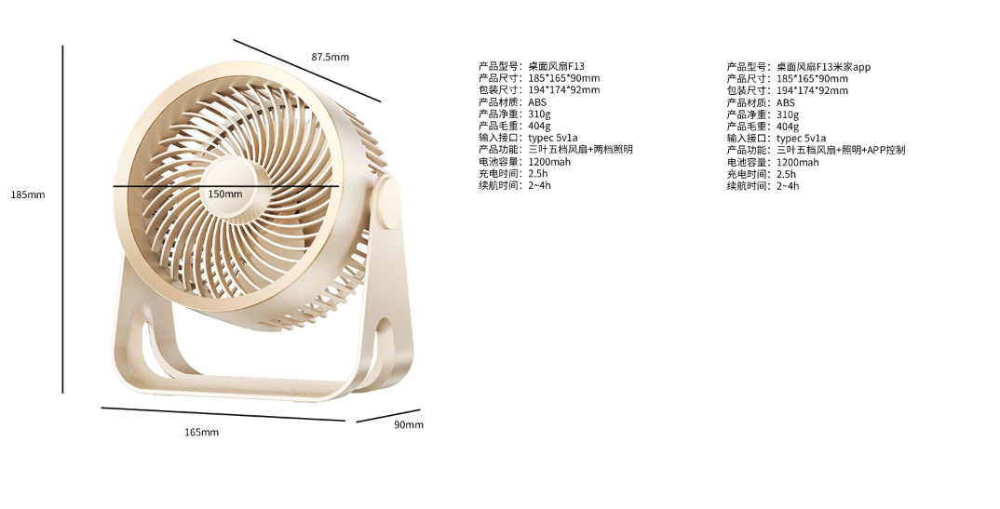 87.5mm
185mm
150mm
165mm
90mm
产品型号：桌面风扇F13
产品尺寸：185*165*90mm
包装尺寸：194*174*92mm
产品材质：ABS
产品净重：310g
产品毛重：404g
输入接口：typec 5v1a
产品功能：三叶五档风扇+两档照明
电池容量：1200mah
充电时间：2.5h
续航时间：2~4h
产品型号：桌面风扇F13米家app
产品尺寸：185*165*90mm
包装尺寸：194*174*92mm
产品材质：ABS
产品净重：310g
产品毛重：404g
输入接口：typec 5v1a
产品功能：三叶五档风扇+照明+APP控制
电池容量：1200mah
充电时间：2.5h
续航时间：2~4h